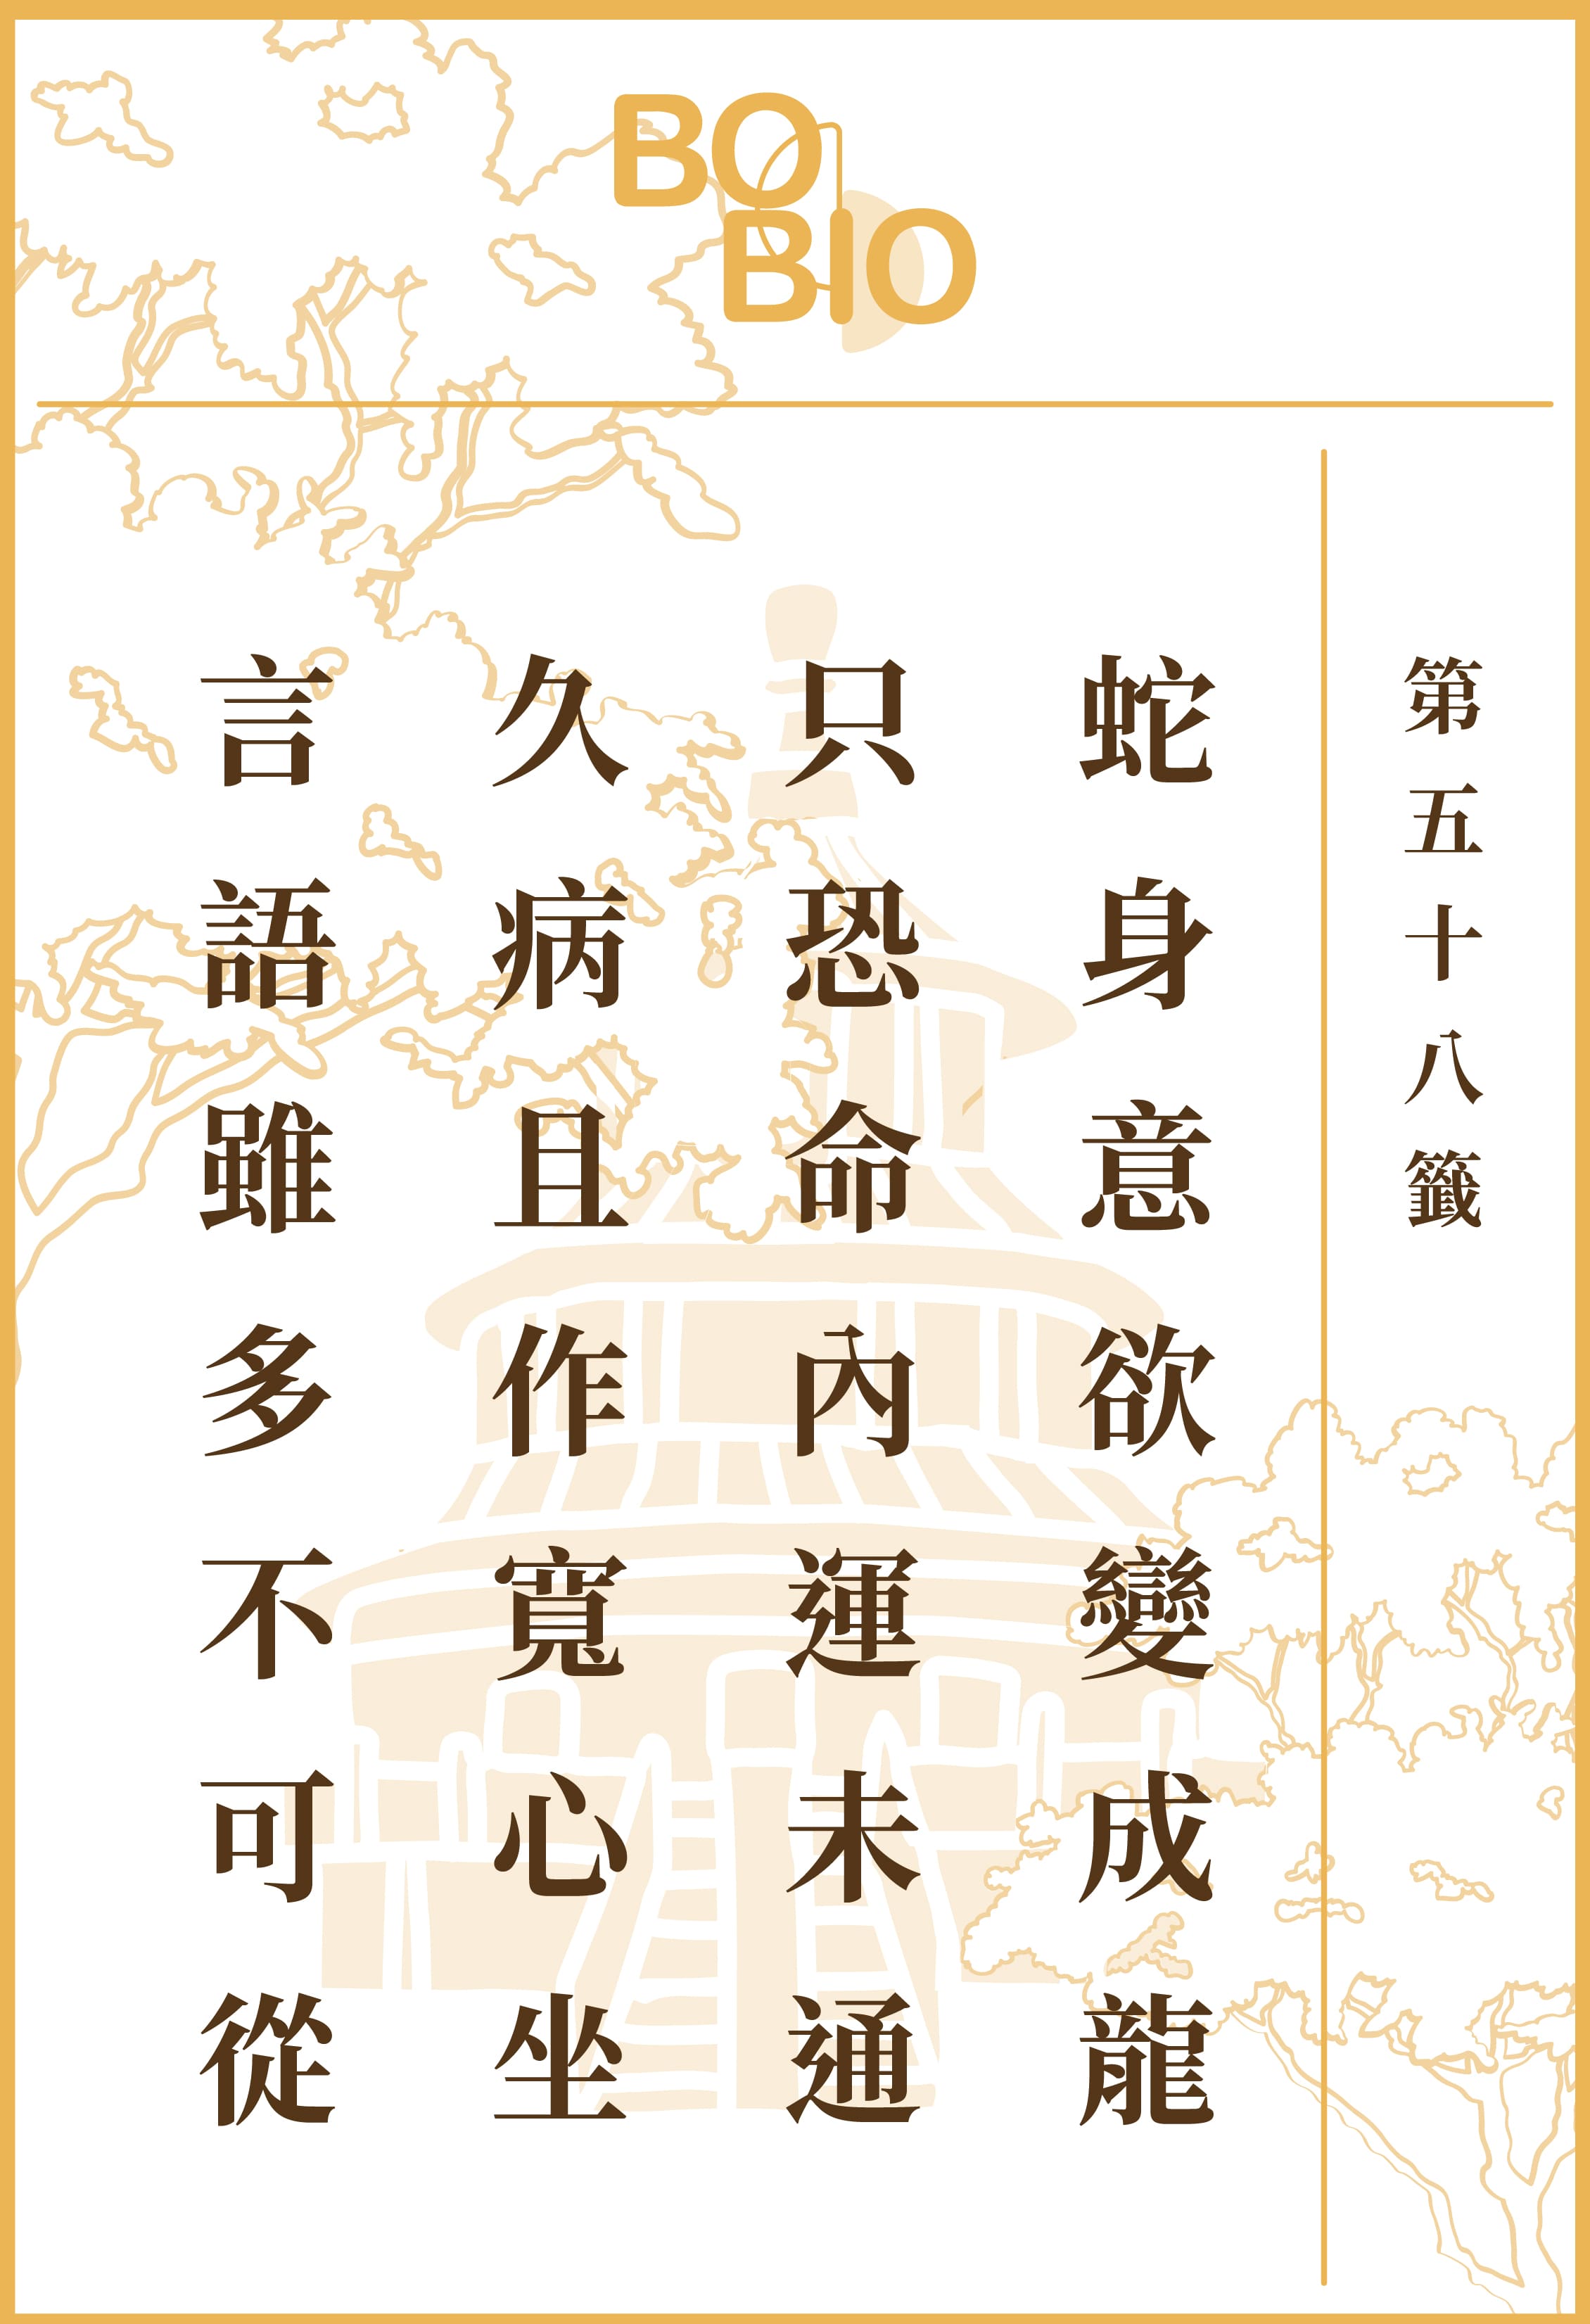 BO
BIO
第五十八籤
蛇身意欲變成龍
只恐命內運未通
久病且作寬心坐
言語雖多不可從